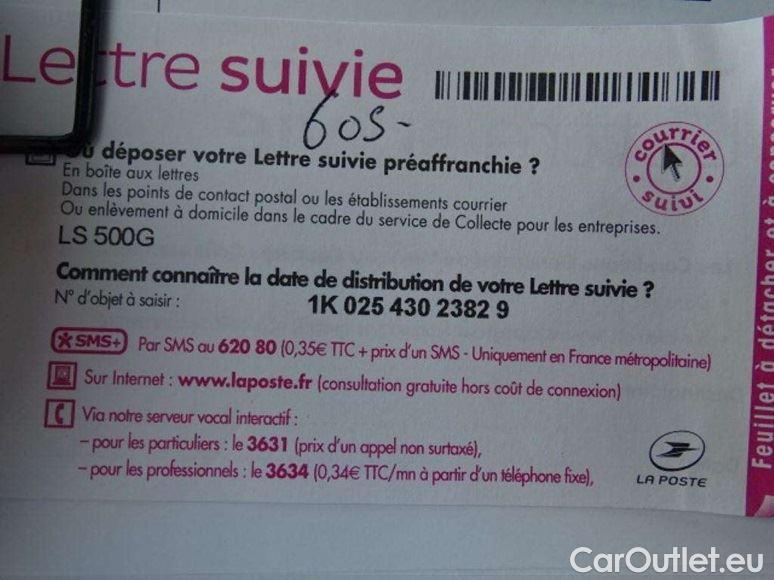 Lettre suivie
60S-
Où déposer votre Lettre suivie préaffranchie ?
En boîte aux lettres
Dans les points de contact postal ou les établissements courrier
Ou enlèvement à domicile dans le cadre du service de Collecte pour les entreprises.
courrier
suivi
LS 500G
Comment connaître la date de distribution de votre Lettre suivie ?
N° d'objet à saisir : 1K 025 430 2382 9
SMS+ Par SMS au 620 80 (0,35€ TTC + prix d'un SMS - Uniquement en France métropolitaine)
Sur Internet : www.laposte.fr (consultation gratuite hors coût de connexion)
Via notre serveur vocal interactif :
– pour les particuliers : le 3631 (prix d'un appel non surtaxé),
– pour les professionnels : le 3634 (0,34€ TTC/mn à partir d'un téléphone fixe),
LA POSTE
Feuillet à détacher et à
CarOutlet.eu